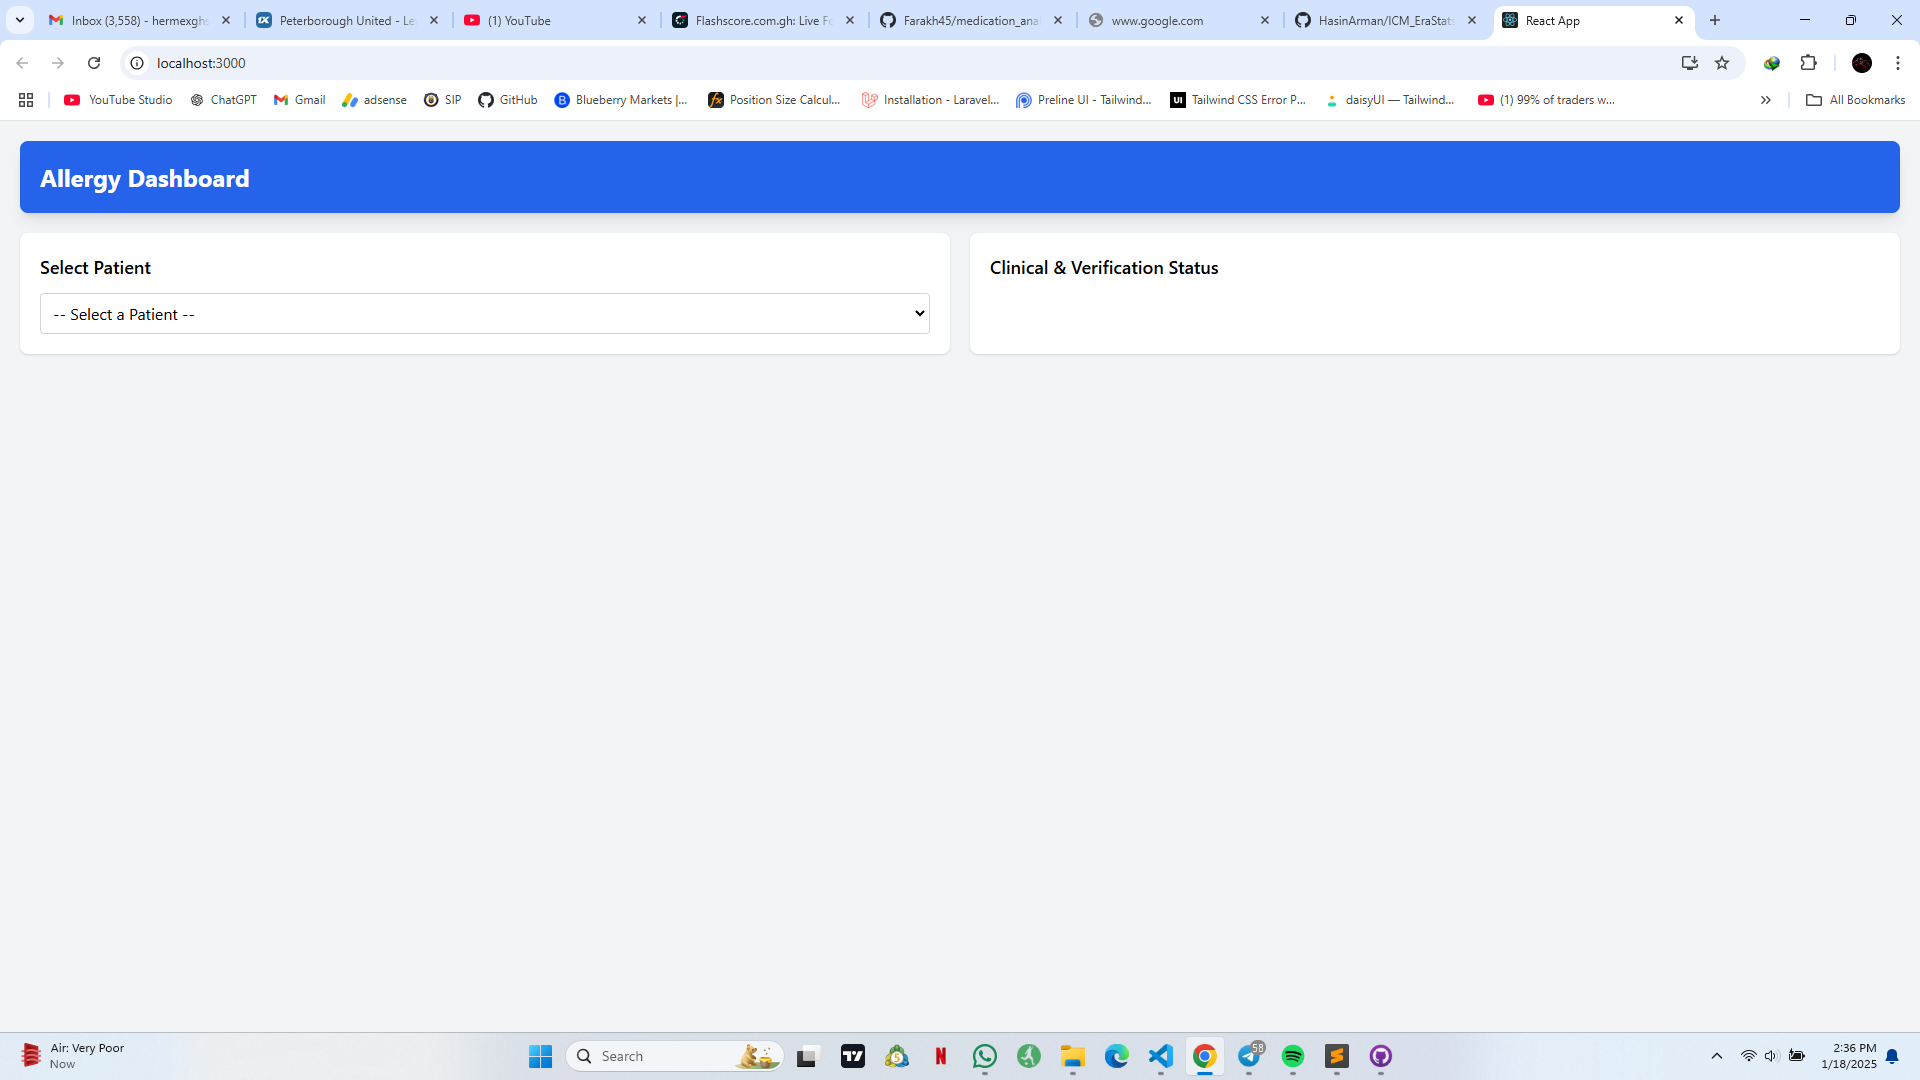 Inbox (3,558) - hermexgh
Peterborough United - Le
(1) YouTube
Flashscore.com.gh: Live Fo
Farakh45/medication_ana
www.google.com
HasinArman/ICM_EraStats
React App
localhost:3000
YouTube Studio
ChatGPT
Gmail
adsense
SIP
GitHub
Blueberry Markets |...
Position Size Calcul...
Installation - Laravel...
Preline UI - Tailwind...
Tailwind CSS Error P...
daisyUI — Tailwind...
(1) 99% of traders w...
All Bookmarks
Allergy Dashboard
Select Patient
-- Select a Patient --
Clinical & Verification Status
Air: Very Poor
Now
Search
58
2:36 PM
1/18/2025